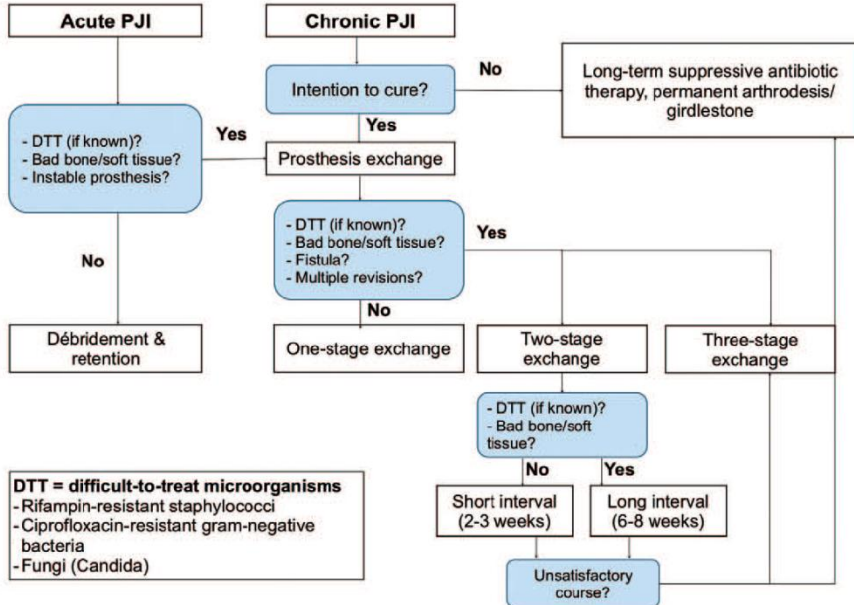 Acute PJI
Chronic PJI
Intention to cure?
No
Long-term suppressive antibiotic
therapy, permanent arthrodesis/
girdlestone
Yes
- DTT (if known)?
- Bad bone/soft tissue?
- Instable prosthesis?
Yes
Prosthesis exchange
- DTT (if known)?
- Bad bone/soft tissue?
- Fistula?
- Multiple revisions?
Yes
No
No
Débridement &
retention
One-stage exchange
Two-stage
exchange
Three-stage
exchange
- DTT (if known)?
- Bad bone/soft
tissue?
No
Yes
Short interval
(2-3 weeks)
Long interval
(6-8 weeks)
Unsatisfactory
course?
DTT = difficult-to-treat microorganisms
-Rifampin-resistant staphylococci
-Ciprofloxacin-resistant gram-negative
bacteria
-Fungi (Candida)